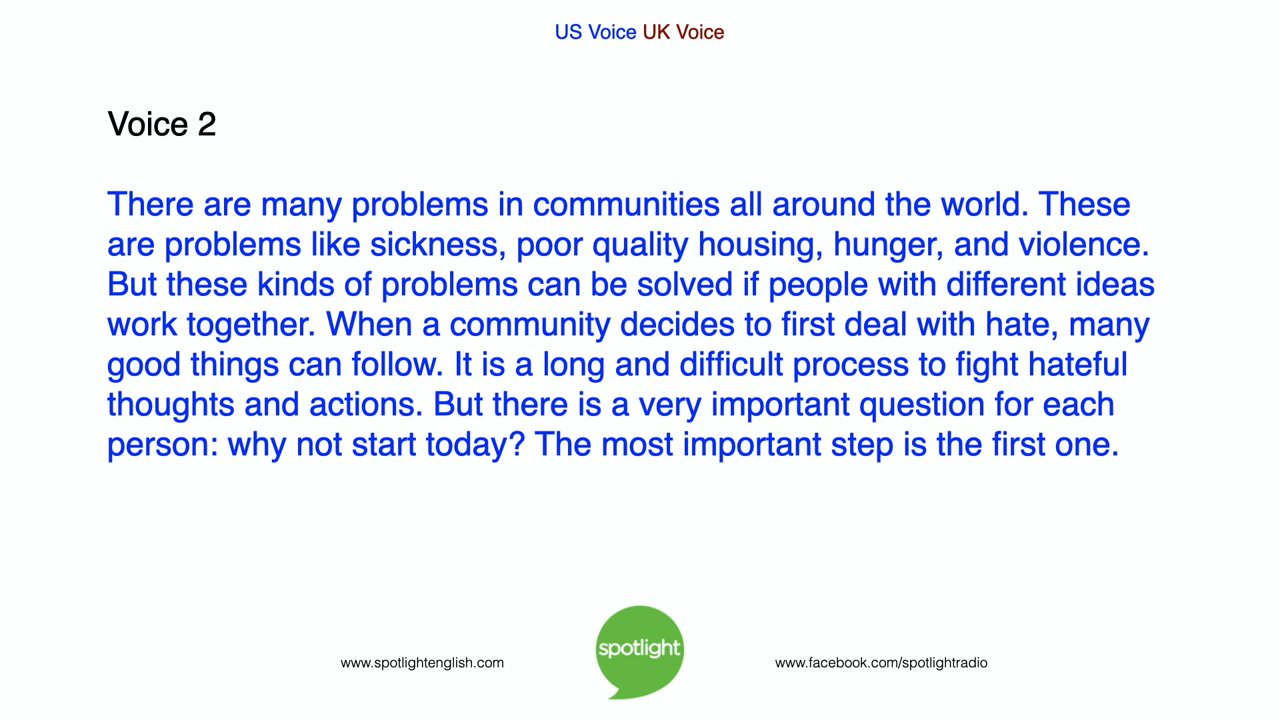 US Voice UK Voice
Voice 2
There are many problems in communities all around the world. These
are problems like sickness, poor quality housing, hunger, and violence.
But these kinds of problems can be solved if people with different ideas
work together. When a community decides to first deal with hate, many
good things can follow. It is a long and difficult process to fight hateful
thoughts and actions. But there is a very important question for each
person: why not start today? The most important step is the first one.
spotlight
www.spotlightenglish.com
www.facebook.com/spotlightradio